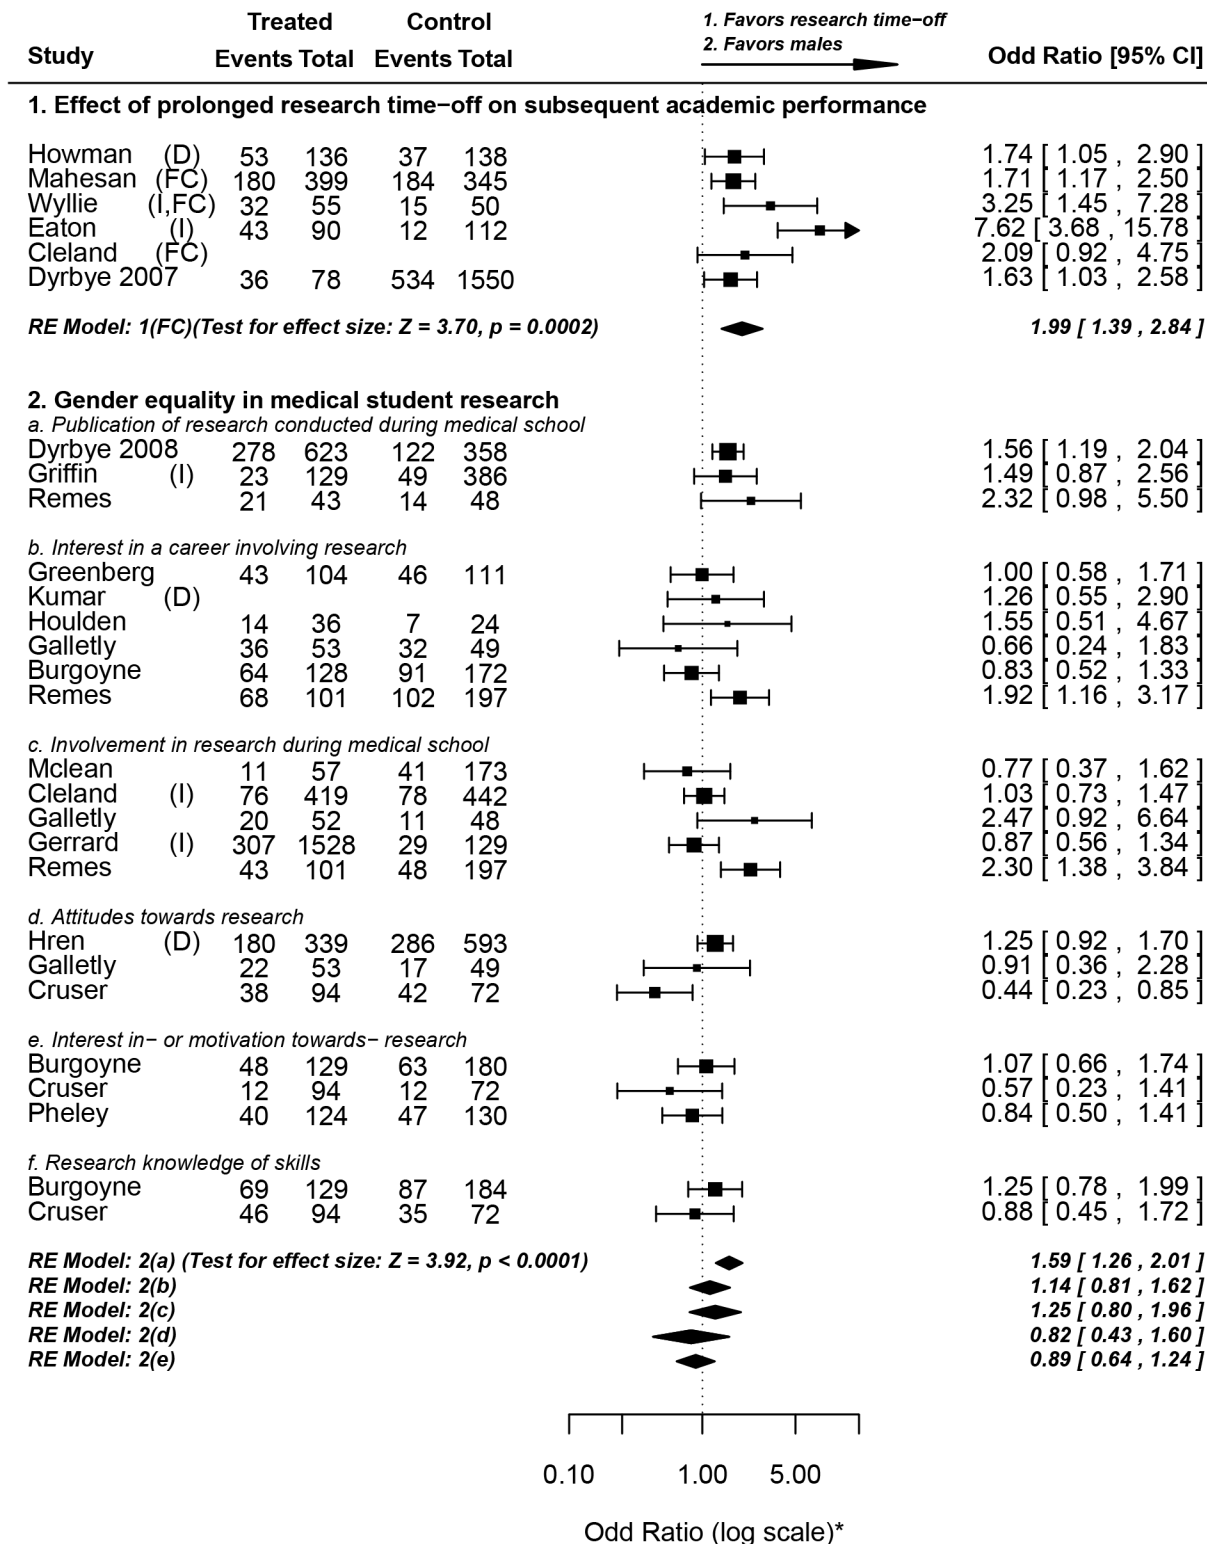 Treated Control 1. Favors research time−off
2. Favors males
Study Events Total Events Total Odd Ratio [95% CI]
1. Effect of prolonged research time−off on subsequent academic performance
Howman (D) 53 136 37 138 1.74 [ 1.05 , 2.90 ]
Mahesan (FC) 180 399 184 345 1.71 [ 1.17 , 2.50 ]
Wyllie (I,FC) 32 55 15 50 3.25 [ 1.45 , 7.28 ]
Eaton (I) 43 90 12 112 7.62 [ 3.68 , 15.78 ]
Cleland (FC) 2.09 [ 0.92 , 4.75 ]
Dyrbye 2007 36 78 534 1550 1.63 [ 1.03 , 2.58 ]
RE Model: 1(FC)(Test for effect size: Z = 3.70, p = 0.0002) 1.99 [ 1.39 , 2.84 ]
2. Gender equality in medical student research
a. Publication of research conducted during medical school
Dyrbye 2008 278 623 122 358 1.56 [ 1.19 , 2.04 ]
Griffin (I) 23 129 49 386 1.49 [ 0.87 , 2.56 ]
Remes 21 43 14 48 2.32 [ 0.98 , 5.50 ]
b. Interest in a career involving research
Greenberg 43 104 46 111 1.00 [ 0.58 , 1.71 ]
Kumar (D) 1.26 [ 0.55 , 2.90 ]
Houlden 14 36 7 24 1.55 [ 0.51 , 4.67 ]
Galletly 36 53 32 49 0.66 [ 0.24 , 1.83 ]
Burgoyne 64 128 91 172 0.83 [ 0.52 , 1.33 ]
Remes 68 101 102 197 1.92 [ 1.16 , 3.17 ]
c. Involvement in research during medical school
Mclean 11 57 41 173 0.77 [ 0.37 , 1.62 ]
Cleland (I) 76 419 78 442 1.03 [ 0.73 , 1.47 ]
Galletly 20 52 11 48 2.47 [ 0.92 , 6.64 ]
Gerrard (I) 307 1528 29 129 0.87 [ 0.56 , 1.34 ]
Remes 43 101 48 197 2.30 [ 1.38 , 3.84 ]
d. Attitudes towards research
Hren (D) 180 339 286 593 1.25 [ 0.92 , 1.70 ]
Galletly 22 53 17 49 0.91 [ 0.36 , 2.28 ]
Cruser 38 94 42 72 0.44 [ 0.23 , 0.85 ]
e. Interest in− or motivation towards− research
Burgoyne 48 129 63 180 1.07 [ 0.66 , 1.74 ]
Cruser 12 94 12 72 0.57 [ 0.23 , 1.41 ]
Pheley 40 124 47 130 0.84 [ 0.50 , 1.41 ]
f. Research knowledge of skills
Burgoyne 69 129 87 184 1.25 [ 0.78 , 1.99 ]
Cruser 46 94 35 72 0.88 [ 0.45 , 1.72 ]
RE Model: 2(a) (Test for effect size: Z = 3.92, p < 0.0001) 1.59 [ 1.26 , 2.01 ]
RE Model: 2(b) 1.14 [ 0.81 , 1.62 ]
RE Model: 2(c) 1.25 [ 0.80 , 1.96 ]
RE Model: 2(d) 0.82 [ 0.43 , 1.60 ]
RE Model: 2(e) 0.89 [ 0.64 , 1.24 ]
0.10 1.00 5.00
Odd Ratio (log scale)*